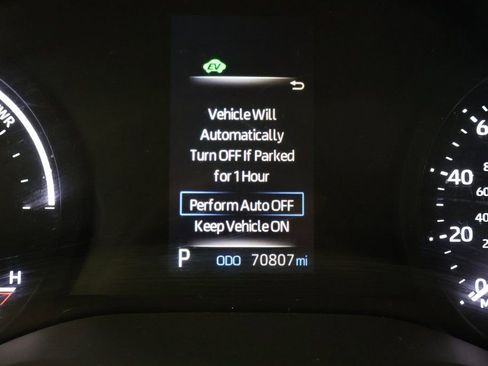 EV
Vehicle Will
Automatically
Turn OFF If Parked
for 1 Hour
Perform Auto OFF
Keep Vehicle ON
P ODO 70807 mi
H
40
20